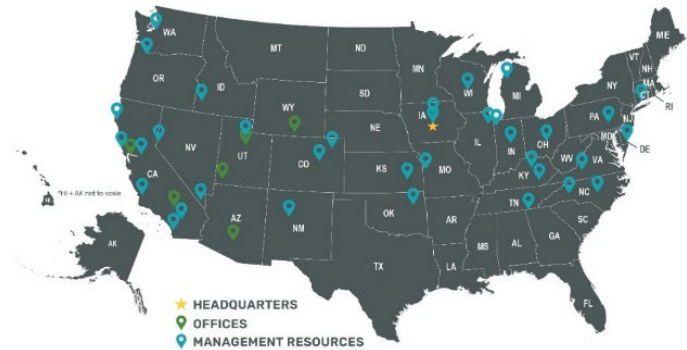 WA
OR
ID
MT
ND
MN
WI
MI
VT
NH
ME
MA
CT
RI
NY
PA
NJ
MD
DE
WY
SD
IA
NE
NV
UT
CO
KS
MO
IL
IN
OH
WV
VA
KY
NC
TN
SC
CA
AZ
NM
OK
AR
TX
LA
MS
AL
GA
FL
HI
*HI + AK not to scale
AK
HEADQUARTERS
OFFICES
MANAGEMENT RESOURCES